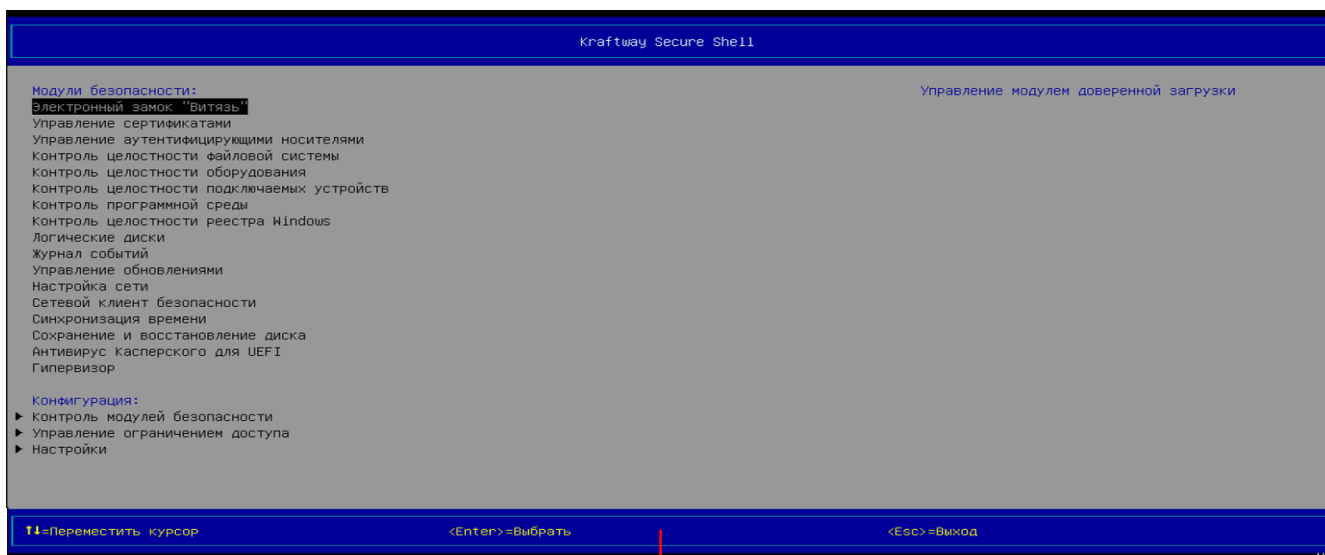 Kraftway Secure Shell
Модули безопасности:
Управление модулем доверенной загрузки
Электронный замок "Витязь"
Управление сертификатами
Управление аутентифицирующими носителями
Контроль целостности файловой системы
Контроль целостности оборудования
Контроль целостности подключаемых устройств
Контроль программной среды
Контроль целостности реестра Windows
Логические диски
Журнал событий
Управление обновлениями
Настройка сети
Сетевой клиент безопасности
Синхронизация времени
Сохранение и восстановление диска
Антивирус Касперского для UEFI
Гипервизор
Конфигурация:
► Контроль модулей безопасности
► Управление ограничением доступа
► Настройки
↑↓=Переместить курсор <Enter>=Выбрать <Esc>=Выход